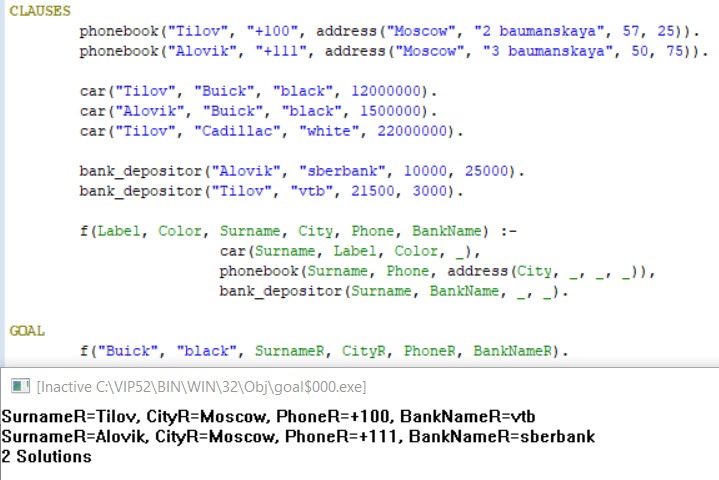 CLAUSES
phonebook("Tilov", "+100", address("Moscow", "2 baumanskaya", 57, 25)).
phonebook("Alovik", "+111", address("Moscow", "3 baumanskaya", 50, 75)).
car("Tilov", "Buick", "black", 12000000).
car("Alovik", "Buick", "black", 1500000).
car("Tilov", "Cadillac", "white", 22000000).
bank_depositor("Alovik", "sberbank", 10000, 25000).
bank_depositor("Tilov", "vtb", 21500, 3000).
f(Label, Color, Surname, City, Phone, BankName) :-
car(Surname, Label, Color, _),
phonebook(Surname, Phone, address(City, _, _, _)),
bank_depositor(Surname, BankName, _, _).
GOAL
f("Buick", "black", SurnameR, CityR, PhoneR, BankNameR).
[Inactive C:\VIP52\BIN\WIN\32\Obj\goal$000.exe]
SurnameR=Tilov, CityR=Moscow, PhoneR=+100, BankNameR=vtb
SurnameR=Alovik, CityR=Moscow, PhoneR=+111, BankNameR=sberbank
2 Solutions